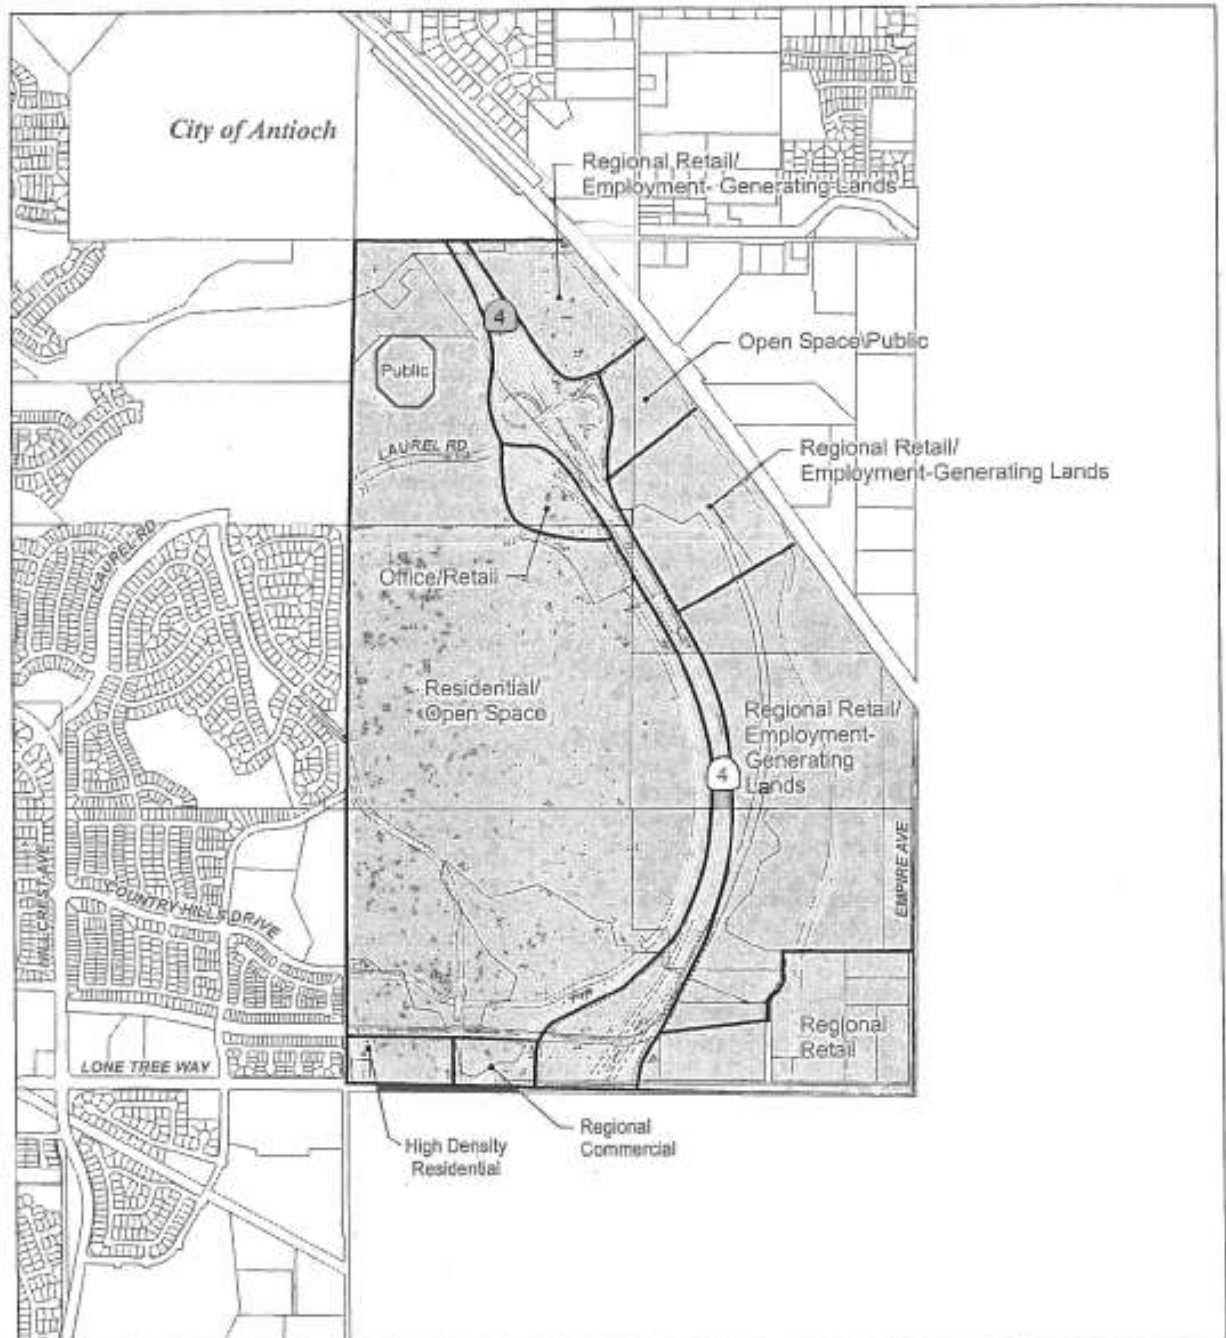 City of Antioch
Regional Retail/
Employment- Generating Lands
4
Open Space\Public
Public
LAUREL RD
Regional Retail/
Employment-Generating Lands
LAUREL RD
Office/Retail
Residential/
Open Space
Regional Retail/
Employment-
Generating
Lands
4
EMPIRE AVE
HILLCREST AVE
COUNTRY HILLS DRIVE
Regional
Retail
LONE TREE WAY
High Density
Residential
Regional
Commercial